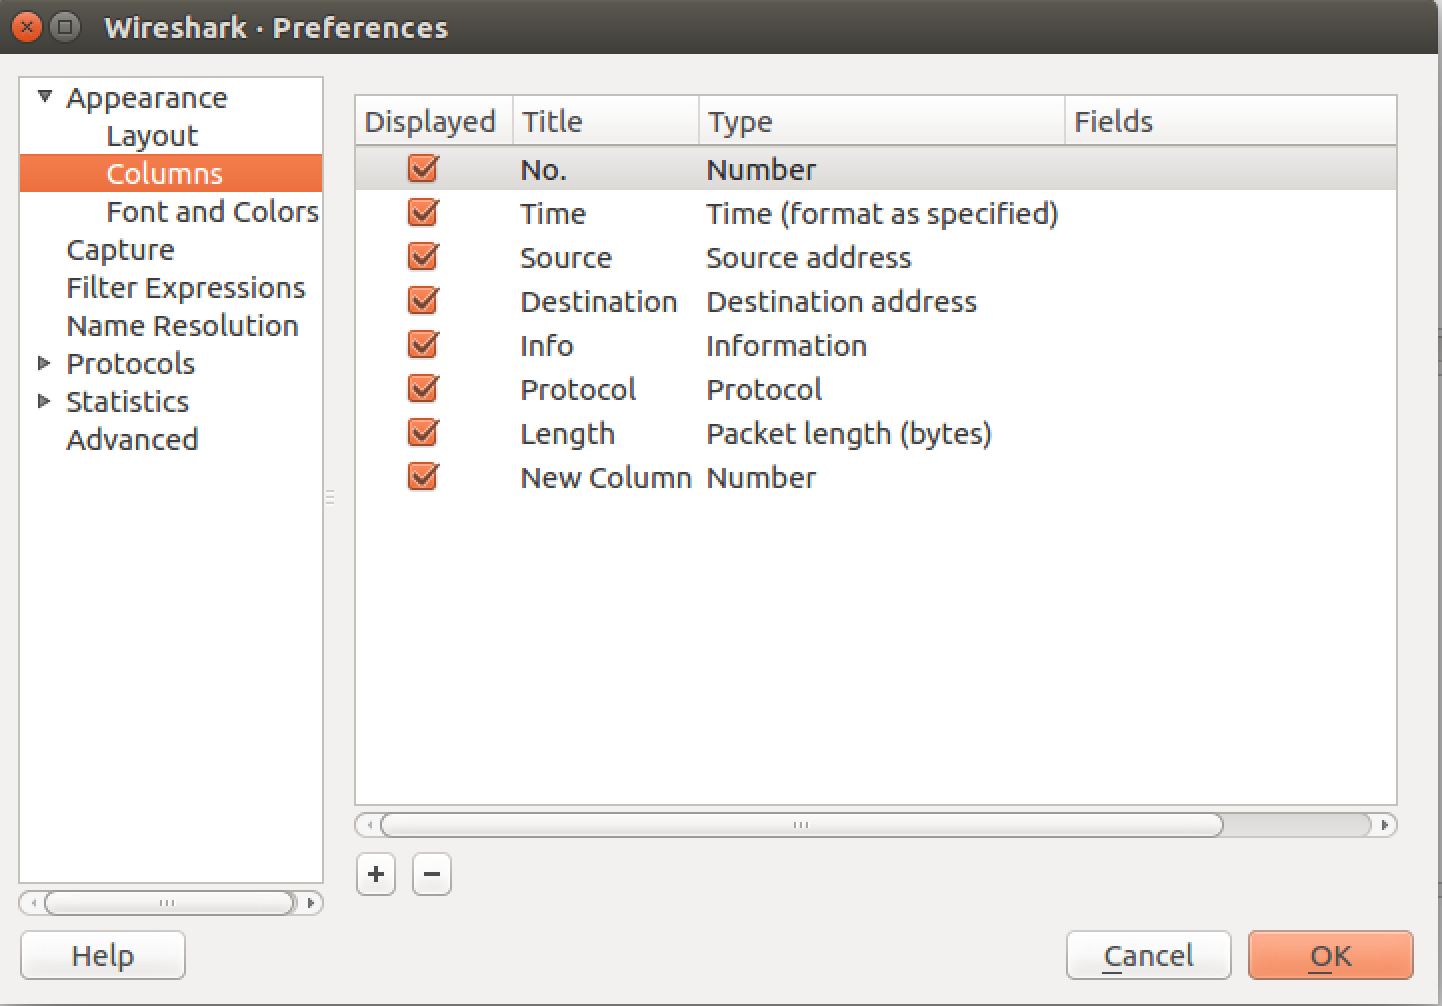 Wireshark · Preferences
Appearance
Layout
Columns
Font and Colors
Capture
Filter Expressions
Name Resolution
Protocols
Statistics
Advanced
Displayed Title Type Fields
No. Number
Time Time (format as specified)
Source Source address
Destination Destination address
Info Information
Protocol Protocol
Length Packet length (bytes)
New Column Number
+ −
Help Cancel OK